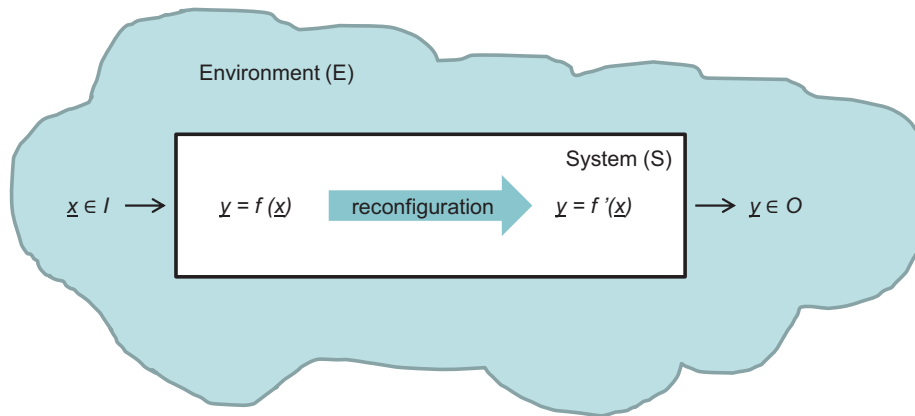 Environment (E)
System (S)
x ∈ I
y = f (x)
reconfiguration
y = f '(x)
y ∈ O